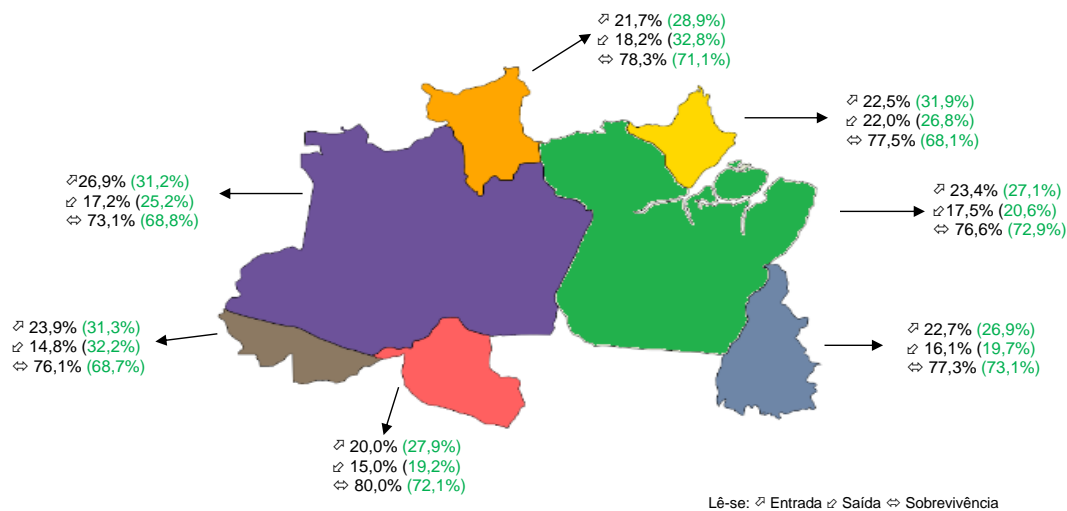 ⬀ 21,7% (28,9%)
⬃ 18,2% (32,8%)
⬄ 78,3% (71,1%)
⬀ 22,5% (31,9%)
⬃ 22,0% (26,8%)
⬄ 77,5% (68,1%)
⬀26,9% (31,2%)
⬃ 17,2% (25,2%)
⬄ 73,1% (68,8%)
⬀ 23,4% (27,1%)
⬃17,5% (20,6%)
⬄ 76,6% (72,9%)
⬀ 23,9% (31,3%)
⬃ 14,8% (32,2%)
⬄ 76,1% (68,7%)
⬀ 22,7% (26,9%)
⬃ 16,1% (19,7%)
⬄ 77,3% (73,1%)
⬀ 20,0% (27,9%)
⬃ 15,0% (19,2%)
⬄ 80,0% (72,1%)
Lê-se: ⬀ Entrada ⬃ Saída ⬄ Sobrevivência